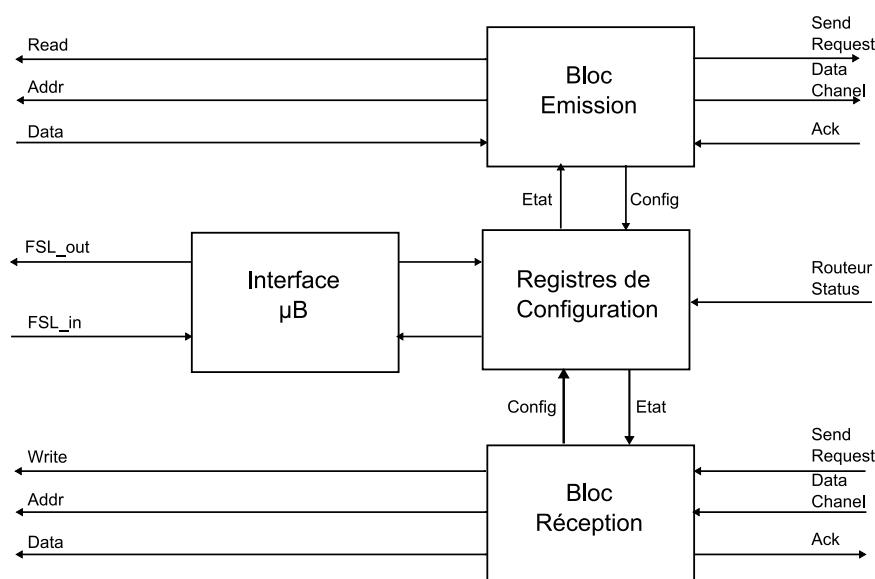 Send
Read
Request
Bloc
Emission
Data
Addr
Chanel
Data
Ack
Etat
Config
FSL_out
Interface
µB
Registres de
Configuration
Routeur
Status
FSL_in
Config
Etat
Send
Write
Request
Bloc
Réception
Data
Addr
Chanel
Data
Ack